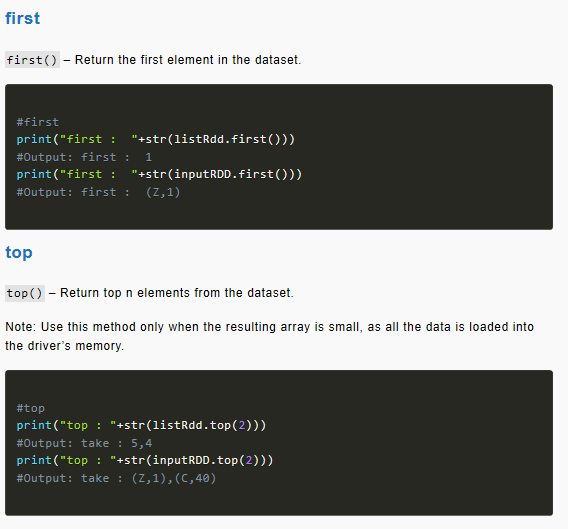 first
first() – Return the first element in the dataset.
#first
print("first :  "+str(listRdd.first()))
#Output: first :  1
print("first :  "+str(inputRDD.first()))
#Output: first :  (Z,1)
top
top() – Return top n elements from the dataset.
Note: Use this method only when the resulting array is small, as all the data is loaded into
the driver’s memory.
#top
print("top : "+str(listRdd.top(2)))
#Output: take : 5,4
print("top : "+str(inputRDD.top(2)))
#Output: take : (Z,1),(C,40)